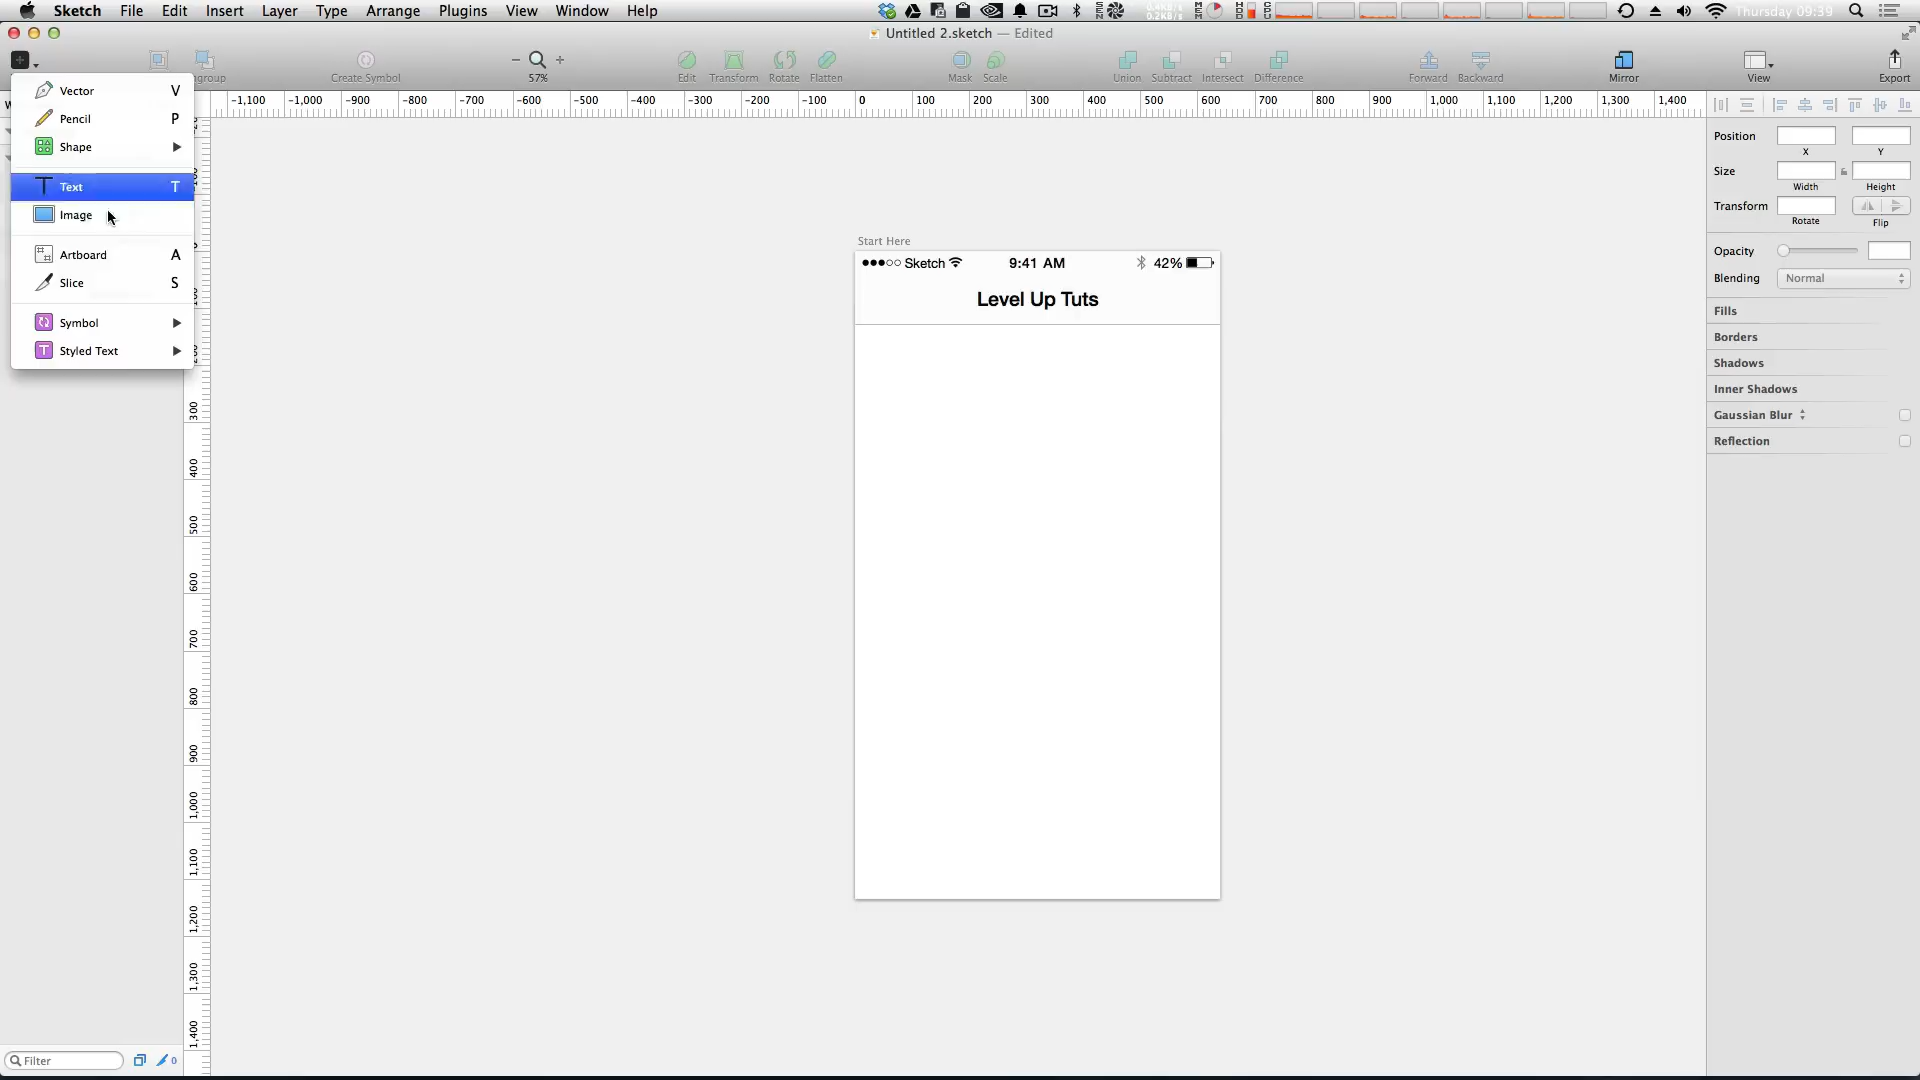 Sketch File Edit Insert Layer Type Arrange Plugins View Window Help Thursday 09:39
Untitled 2.sketch — Edited
group Create Symbol 57% Edit Transform Rotate Flatten Mask Scale Union Subtract Intersect Difference Forward Backward Mirror View Export
Vector V
Pencil P
Shape
Text T
Image
Artboard A
Slice S
Symbol
Styled Text
-1,100 -1,000 -900 -800 -700 -600 -500 -400 -300 -200 -100 0 100 200 300 400 500 600 700 800 900 1,000 1,100 1,200 1,300 1,400
300
400
500
600
700
800
900
1,000
1,100
1,200
1,300
1,400
Start Here
Sketch 9:41 AM 42%
Level Up Tuts
Position
X Y
Size
Width Height
Transform
Rotate Flip
Opacity
Blending Normal
Fills
Borders
Shadows
Inner Shadows
Gaussian Blur
Reflection
Filter 0